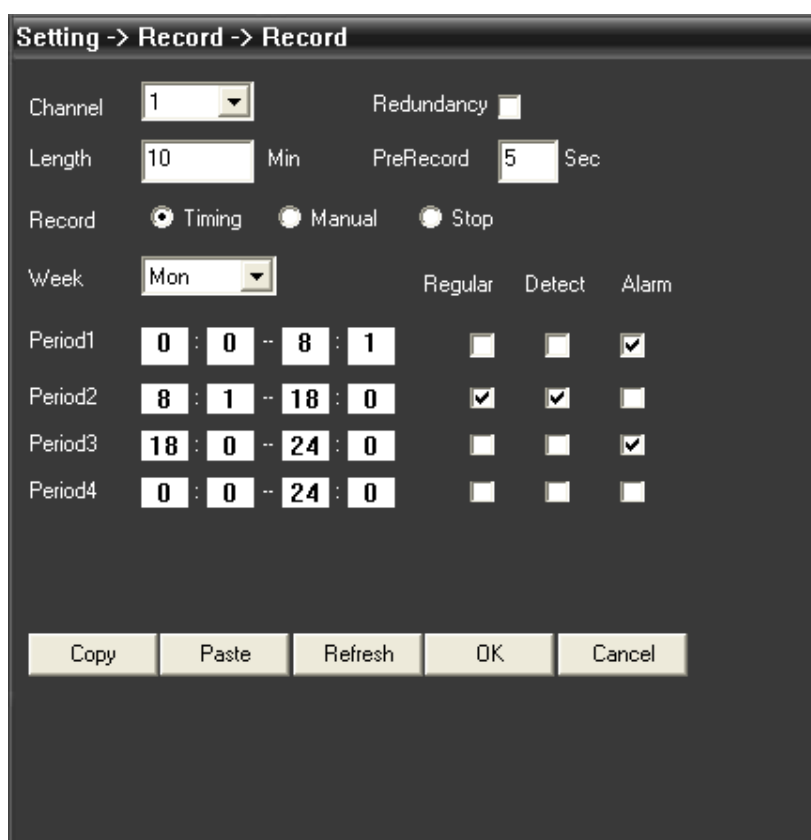 Setting -> Record -> Record
Channel 1 Redundancy
Length 10 Min PreRecord 5 Sec
Record Timing Manual Stop
Week Mon Regular Detect Alarm
Period1 0 : 0 -- 8 : 1
Period2 8 : 1 -- 18 : 0
Period3 18 : 0 -- 24 : 0
Period4 0 : 0 -- 24 : 0
Copy Paste Refresh OK Cancel